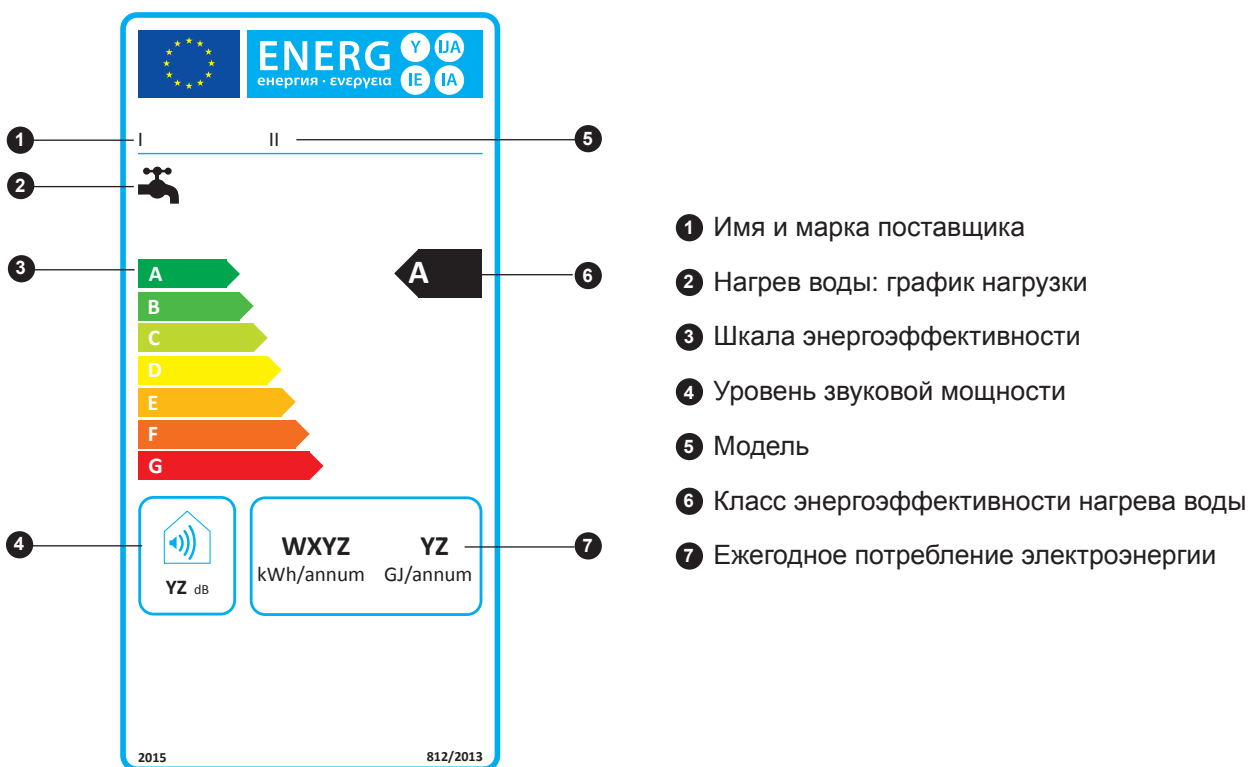 ENERG Y IJA
енергия · ενεργεια IE IA
1 I II 5
2
3 A A 6
B
C
D
E
F
G
4 WXYZ YZ 7
kWh/annum GJ/annum
YZ dB
2015 812/2013
1 Имя и марка поставщика
2 Нагрев воды: график нагрузки
3 Шкала энергоэффективности
4 Уровень звуковой мощности
5 Модель
6 Класс энергоэффективности нагрева воды
7 Ежегодное потребление электроэнергии